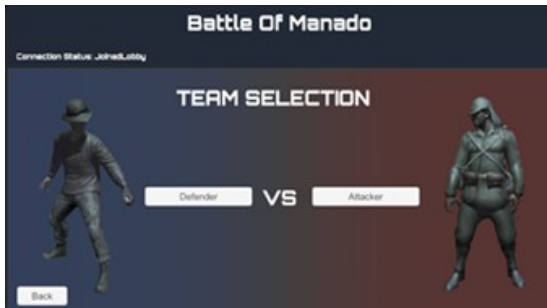 Battle Of Manado
Connection Status: JoinedLobby
TEAM SELECTION
Defender
VS
Attacker
Back